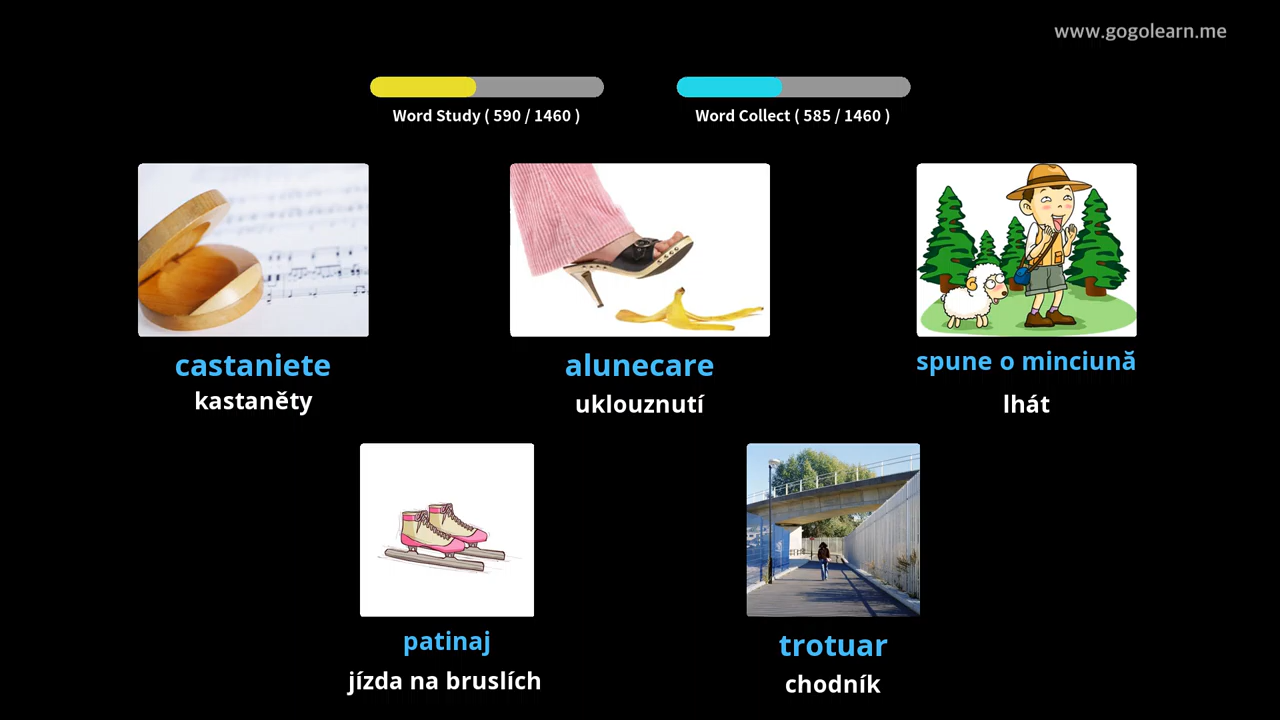 www.gogolearn.me
Word Study ( 590 / 1460 )
Word Collect ( 585 / 1460 )
castaniete
kastaněty
alunecare
uklouznutí
spune o minciună
lhát
patinaj
jízda na bruslích
trotuar
chodník